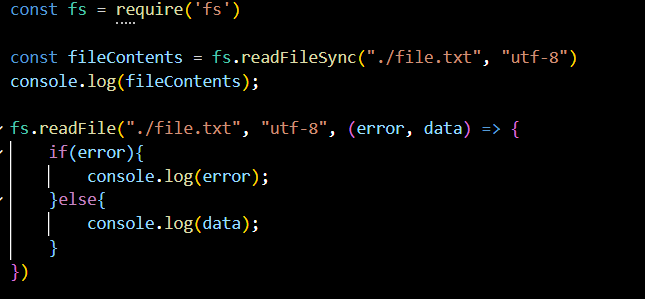 const fs = require('fs')
const fileContents = fs.readFileSync("./file.txt", "utf-8")
console.log(fileContents);
fs.readFile("./file.txt", "utf-8", (error, data) => {
    if(error){
        console.log(error);
    }else{
        console.log(data);
    }
})